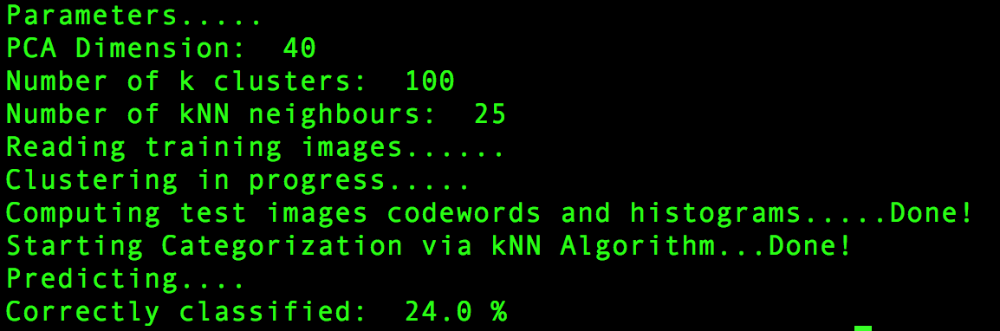 Parameters.....
PCA Dimension:  40
Number of k clusters:  100
Number of kNN neighbours:  25
Reading training images......
Clustering in progress.....
Computing test images codewords and histograms.....Done!
Starting Categorization via kNN Algorithm...Done!
Predicting....
Correctly classified:  24.0 %